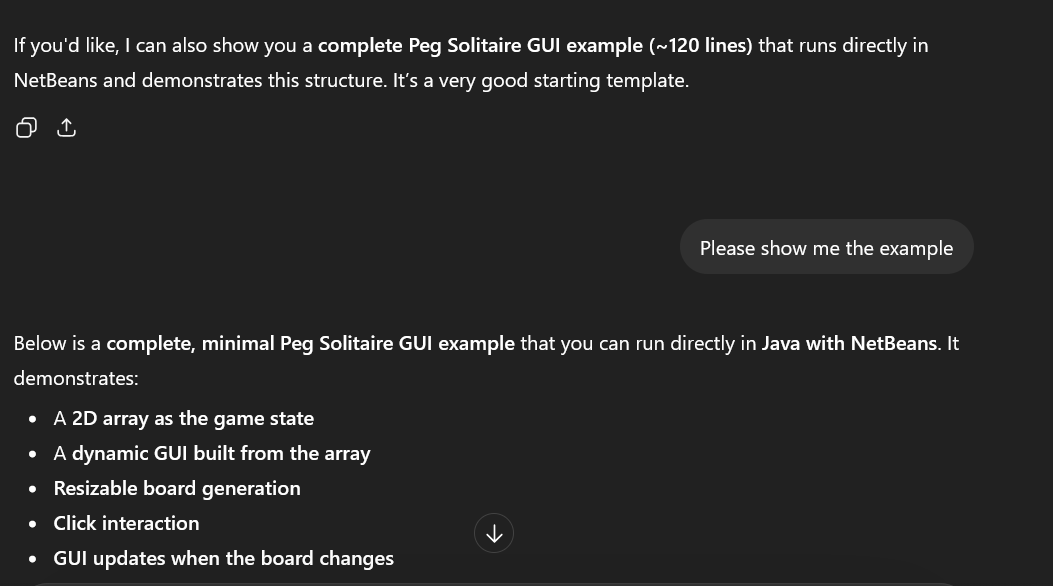 If you'd like, I can also show you a complete Peg Solitaire GUI example (~120 lines) that runs directly in
NetBeans and demonstrates this structure. It’s a very good starting template.
Please show me the example
Below is a complete, minimal Peg Solitaire GUI example that you can run directly in Java with NetBeans. It
demonstrates:
• A 2D array as the game state
• A dynamic GUI built from the array
• Resizable board generation
• Click interaction
• GUI updates when the board changes